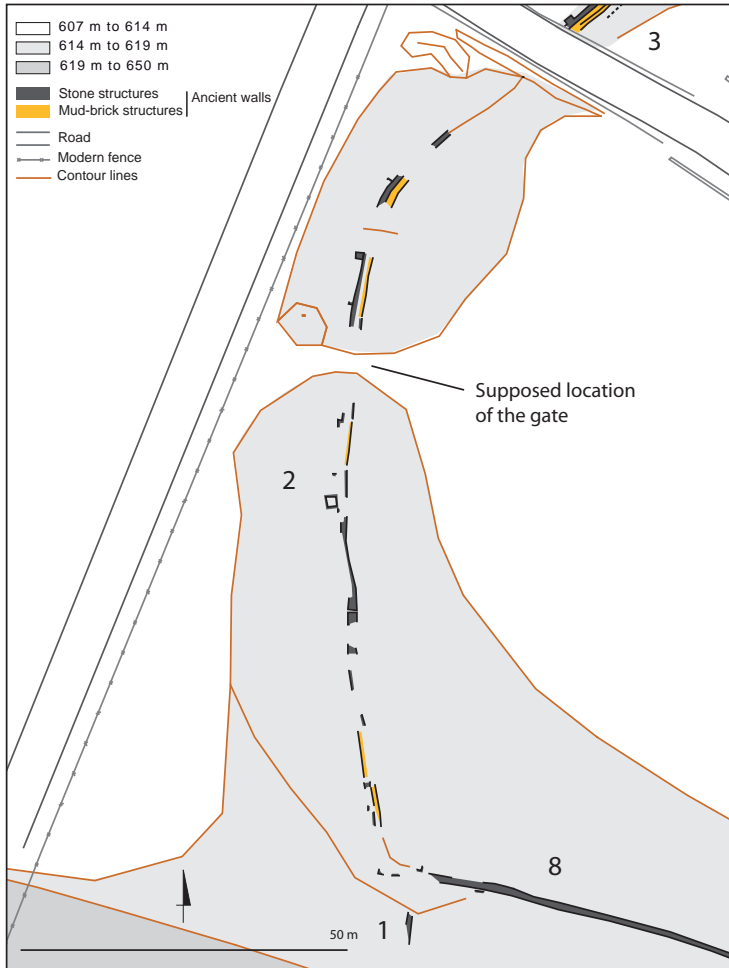 607 m to 614 m
614 m to 619 m
619 m to 650 m
Stone structures
Mud-brick structures
Ancient walls
Road
Modern fence
Contour lines
3
Supposed location
of the gate
2
8
1
50 m